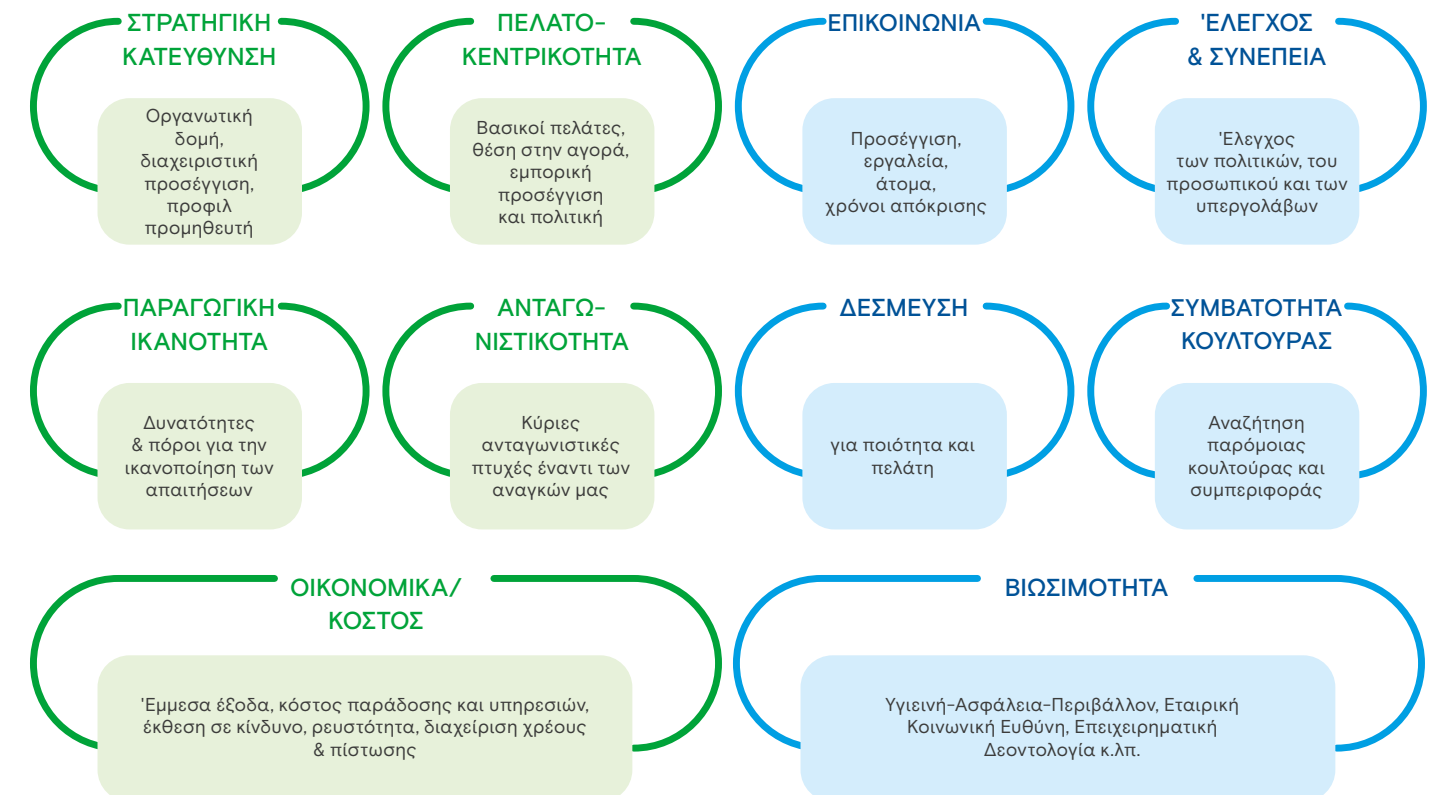 ΣΤΡΑΤΗΓΙΚΗ
ΚΑΤΕΥΘΥΝΣΗ
Οργανωτική
δομή,
διαχειριστική
προσέγγιση,
προφιλ
προμηθευτή
ΠΕΛΑΤΟ-
ΚΕΝΤΡΙΚΟΤΗΤΑ
Βασικοί πελάτες,
θέση στην αγορά,
εμπορική
προσέγγιση
και πολιτική
ΕΠΙΚΟΙΝΩΝΙΑ
Προσέγγιση,
εργαλεία,
άτομα,
χρόνοι απόκρισης
'ΕΛΕΓΧΟΣ
& ΣΥΝΕΠΕΙΑ
'Ελεγχος
των πολιτικών, του
προσωπικού και των
υπεργολάβων
ΠΑΡΑΓΩΓΙΚΗ
ΙΚΑΝΟΤΗΤΑ
Δυνατότητες
& πόροι για την
ικανοποίηση των
απαιτήσεων
ΑΝΤΑΓΩ-
ΝΙΣΤΙΚΟΤΗΤΑ
Κύριες
ανταγωνιστικές
πτυχές έναντι των
αναγκών μας
ΔΕΣΜΕΥΣΗ
για ποιότητα και
πελάτη
ΣΥΜΒΑΤΟΤΗΤΑ
ΚΟΥΛΤΟΥΡΑΣ
Αναζήτηση
παρόμοιας
κουλτούρας και
συμπεριφοράς
ΟΙΚΟΝΟΜΙΚΑ/
ΚΟΣΤΟΣ
'Εμμεσα έξοδα, κόστος παράδοσης και υπηρεσιών,
έκθεση σε κίνδυνο, ρευστότητα, διαχείριση χρέους
& πίστωσης
ΒΙΩΣΙΜΟΤΗΤΑ
Υγιεινή-Ασφάλεια-Περιβάλλον, Εταιρική
Κοινωνική Ευθύνη, Επειχειρηματική
Δεοντολογία κ.λπ.